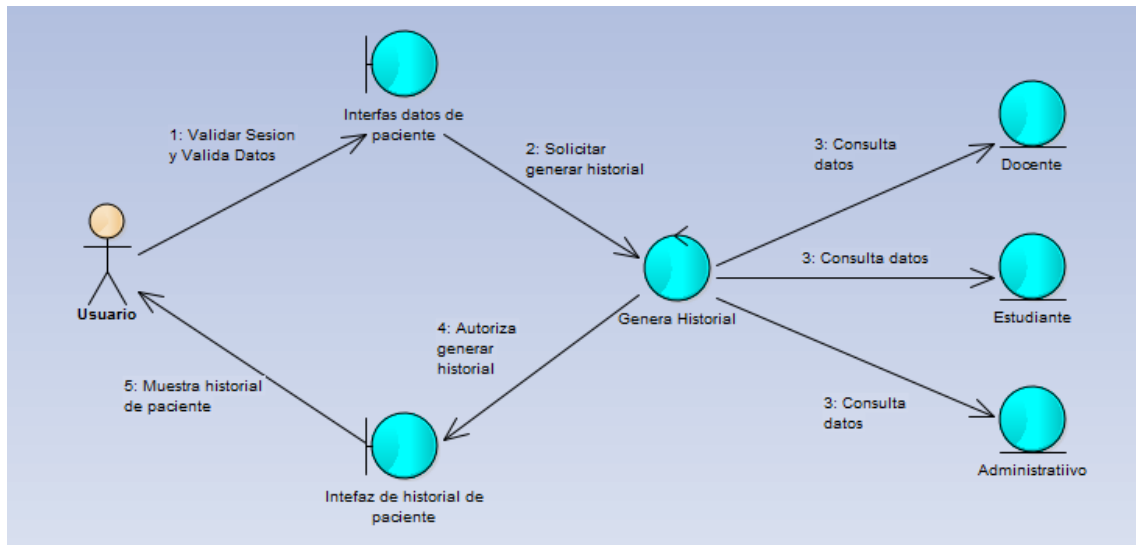 Interfas datos de
paciente
1: Validar Sesion
y Valida Datos
2: Solicitar
generar historial
3: Consulta
datos
Docente
3: Consulta datos
Estudiante
Usuario
Genera Historial
4: Autoriza
generar
historial
5: Muestra historial
de paciente
3: Consulta
datos
Administratiivo
Intefaz de historial de
paciente